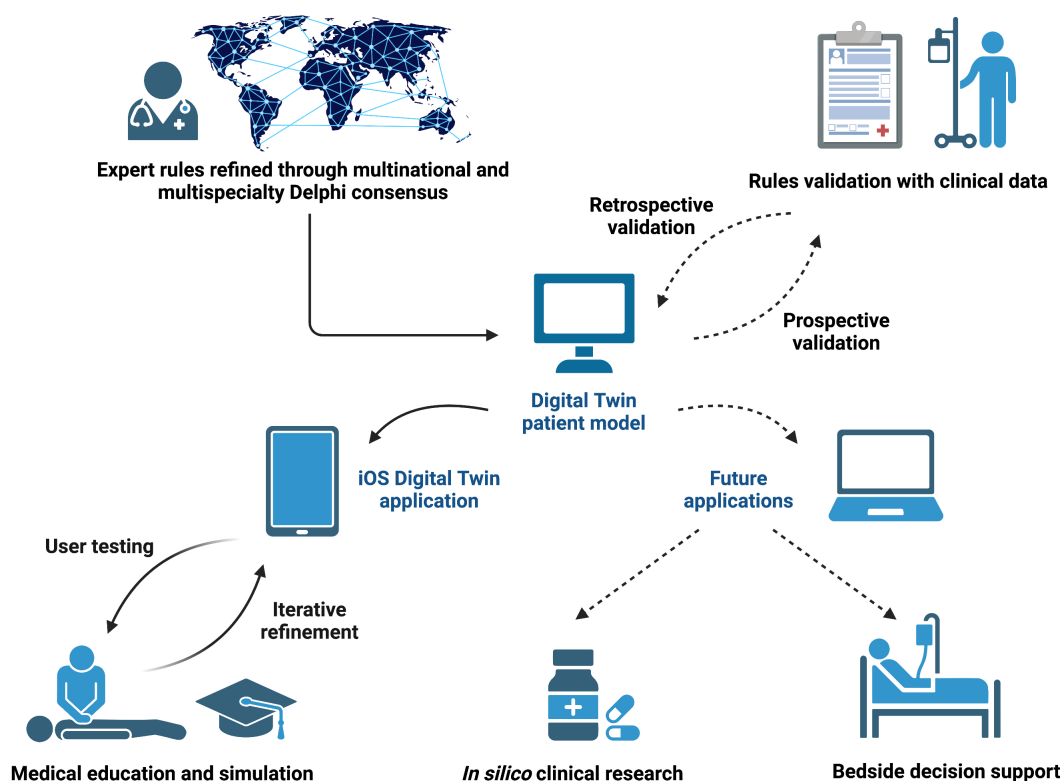 Expert rules refined through multinational and
multispecialty Delphi consensus
Rules validation with clinical data
Retrospective
validation
Prospective
validation
Digital Twin
patient model
iOS Digital Twin
application
Future
applications
User testing
Iterative
refinement
Medical education and simulation
In silico clinical research
Bedside decision support